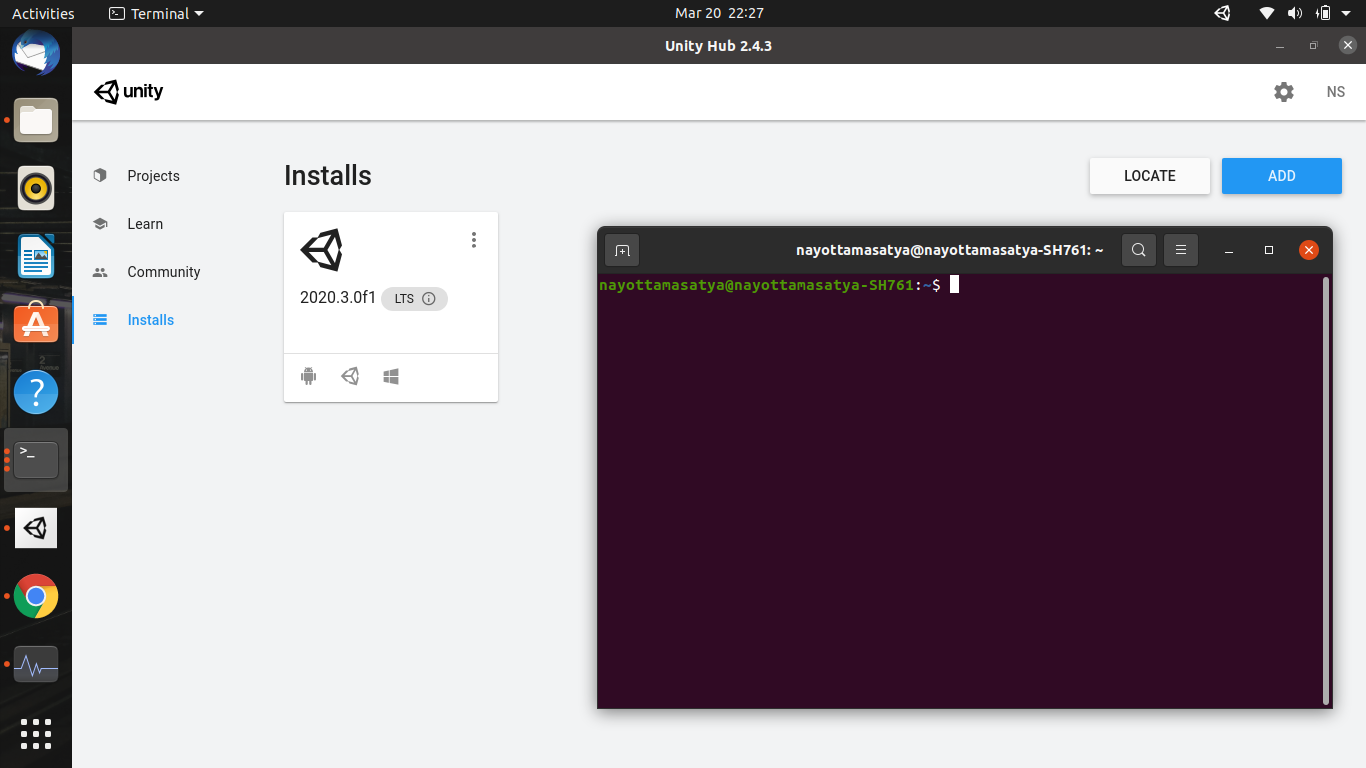 Activities Terminal Mar 20 22:27
Unity Hub 2.4.3
unity NS
Projects
Learn
Community
Installs
Installs LOCATE ADD
2020.3.0f1 LTS
nayottamasatya@nayottamasatya-SH761: ~
nayottamasatya@nayottamasatya-SH761:~$